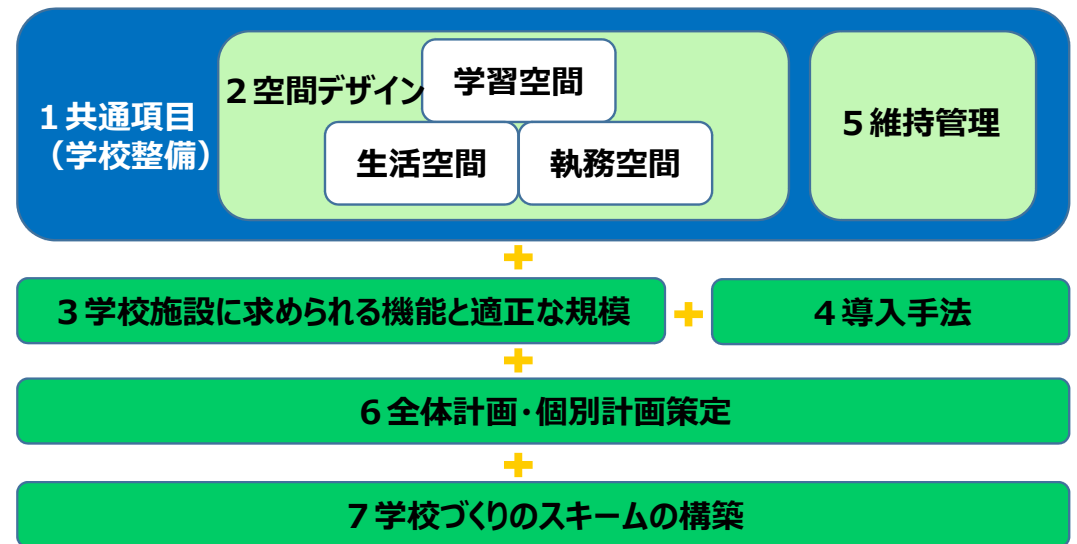 1共通項目
(学校整備)
2空間デザイン
学習空間
生活空間
執務空間
5維持管理
3学校施設に求められる機能と適正な規模
4導入手法
6全体計画・個別計画策定
7学校づくりのスキームの構築